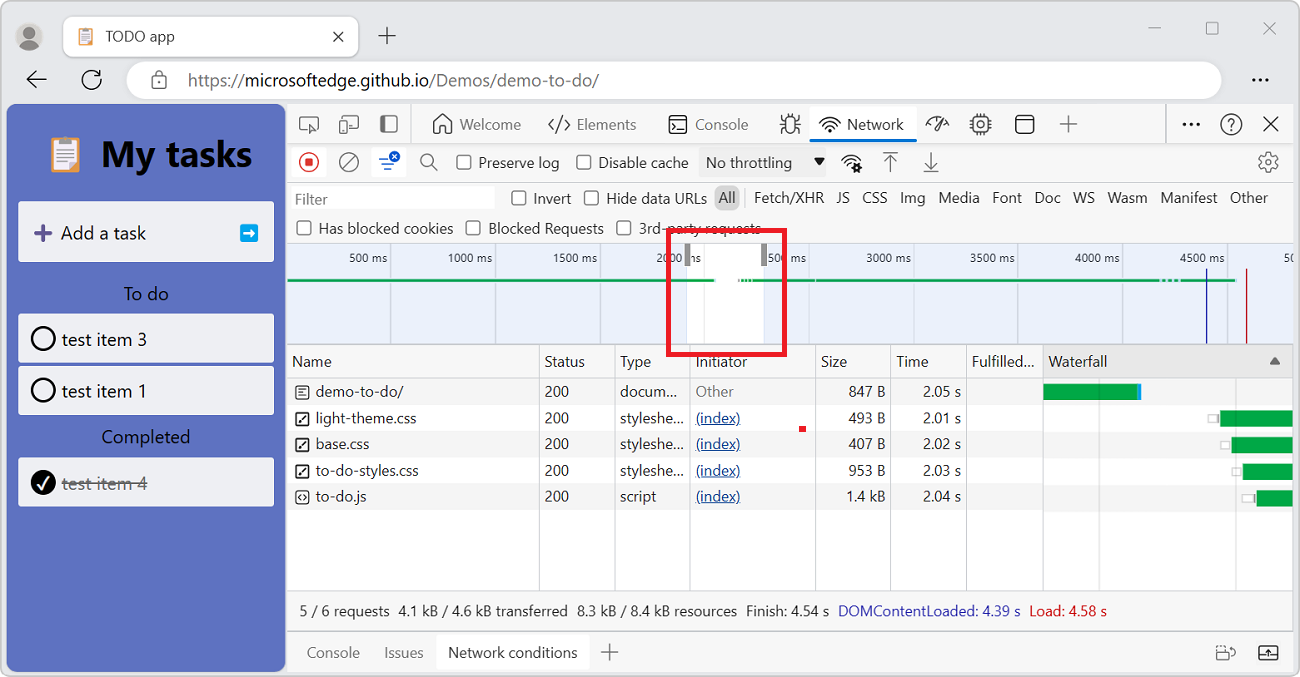 TODO app
https://microsoftedge.github.io/Demos/demo-to-do/
My tasks
Add a task
To do
test item 3
test item 1
Completed
test item 4
Welcome Elements Console Network
Preserve log Disable cache No throttling
Filter Invert Hide data URLs All Fetch/XHR JS CSS Img Media Font Doc WS Wasm Manifest Other
Has blocked cookies Blocked Requests 3rd-party requests
500 ms 1000 ms 1500 ms 2000 ms 500 ms 3000 ms 3500 ms 4000 ms 4500 ms 50
Name Status Type Initiator Size Time Fulfilled... Waterfall
demo-to-do/ 200 docum... Other 847 B 2.05 s
light-theme.css 200 styleshe... (index) 493 B 2.01 s
base.css 200 styleshe... (index) 407 B 2.02 s
to-do-styles.css 200 styleshe... (index) 953 B 2.03 s
to-do.js 200 script (index) 1.4 kB 2.04 s
5 / 6 requests 4.1 kB / 4.6 kB transferred 8.3 kB / 8.4 kB resources Finish: 4.54 s DOMContentLoaded: 4.39 s Load: 4.58 s
Console Issues Network conditions